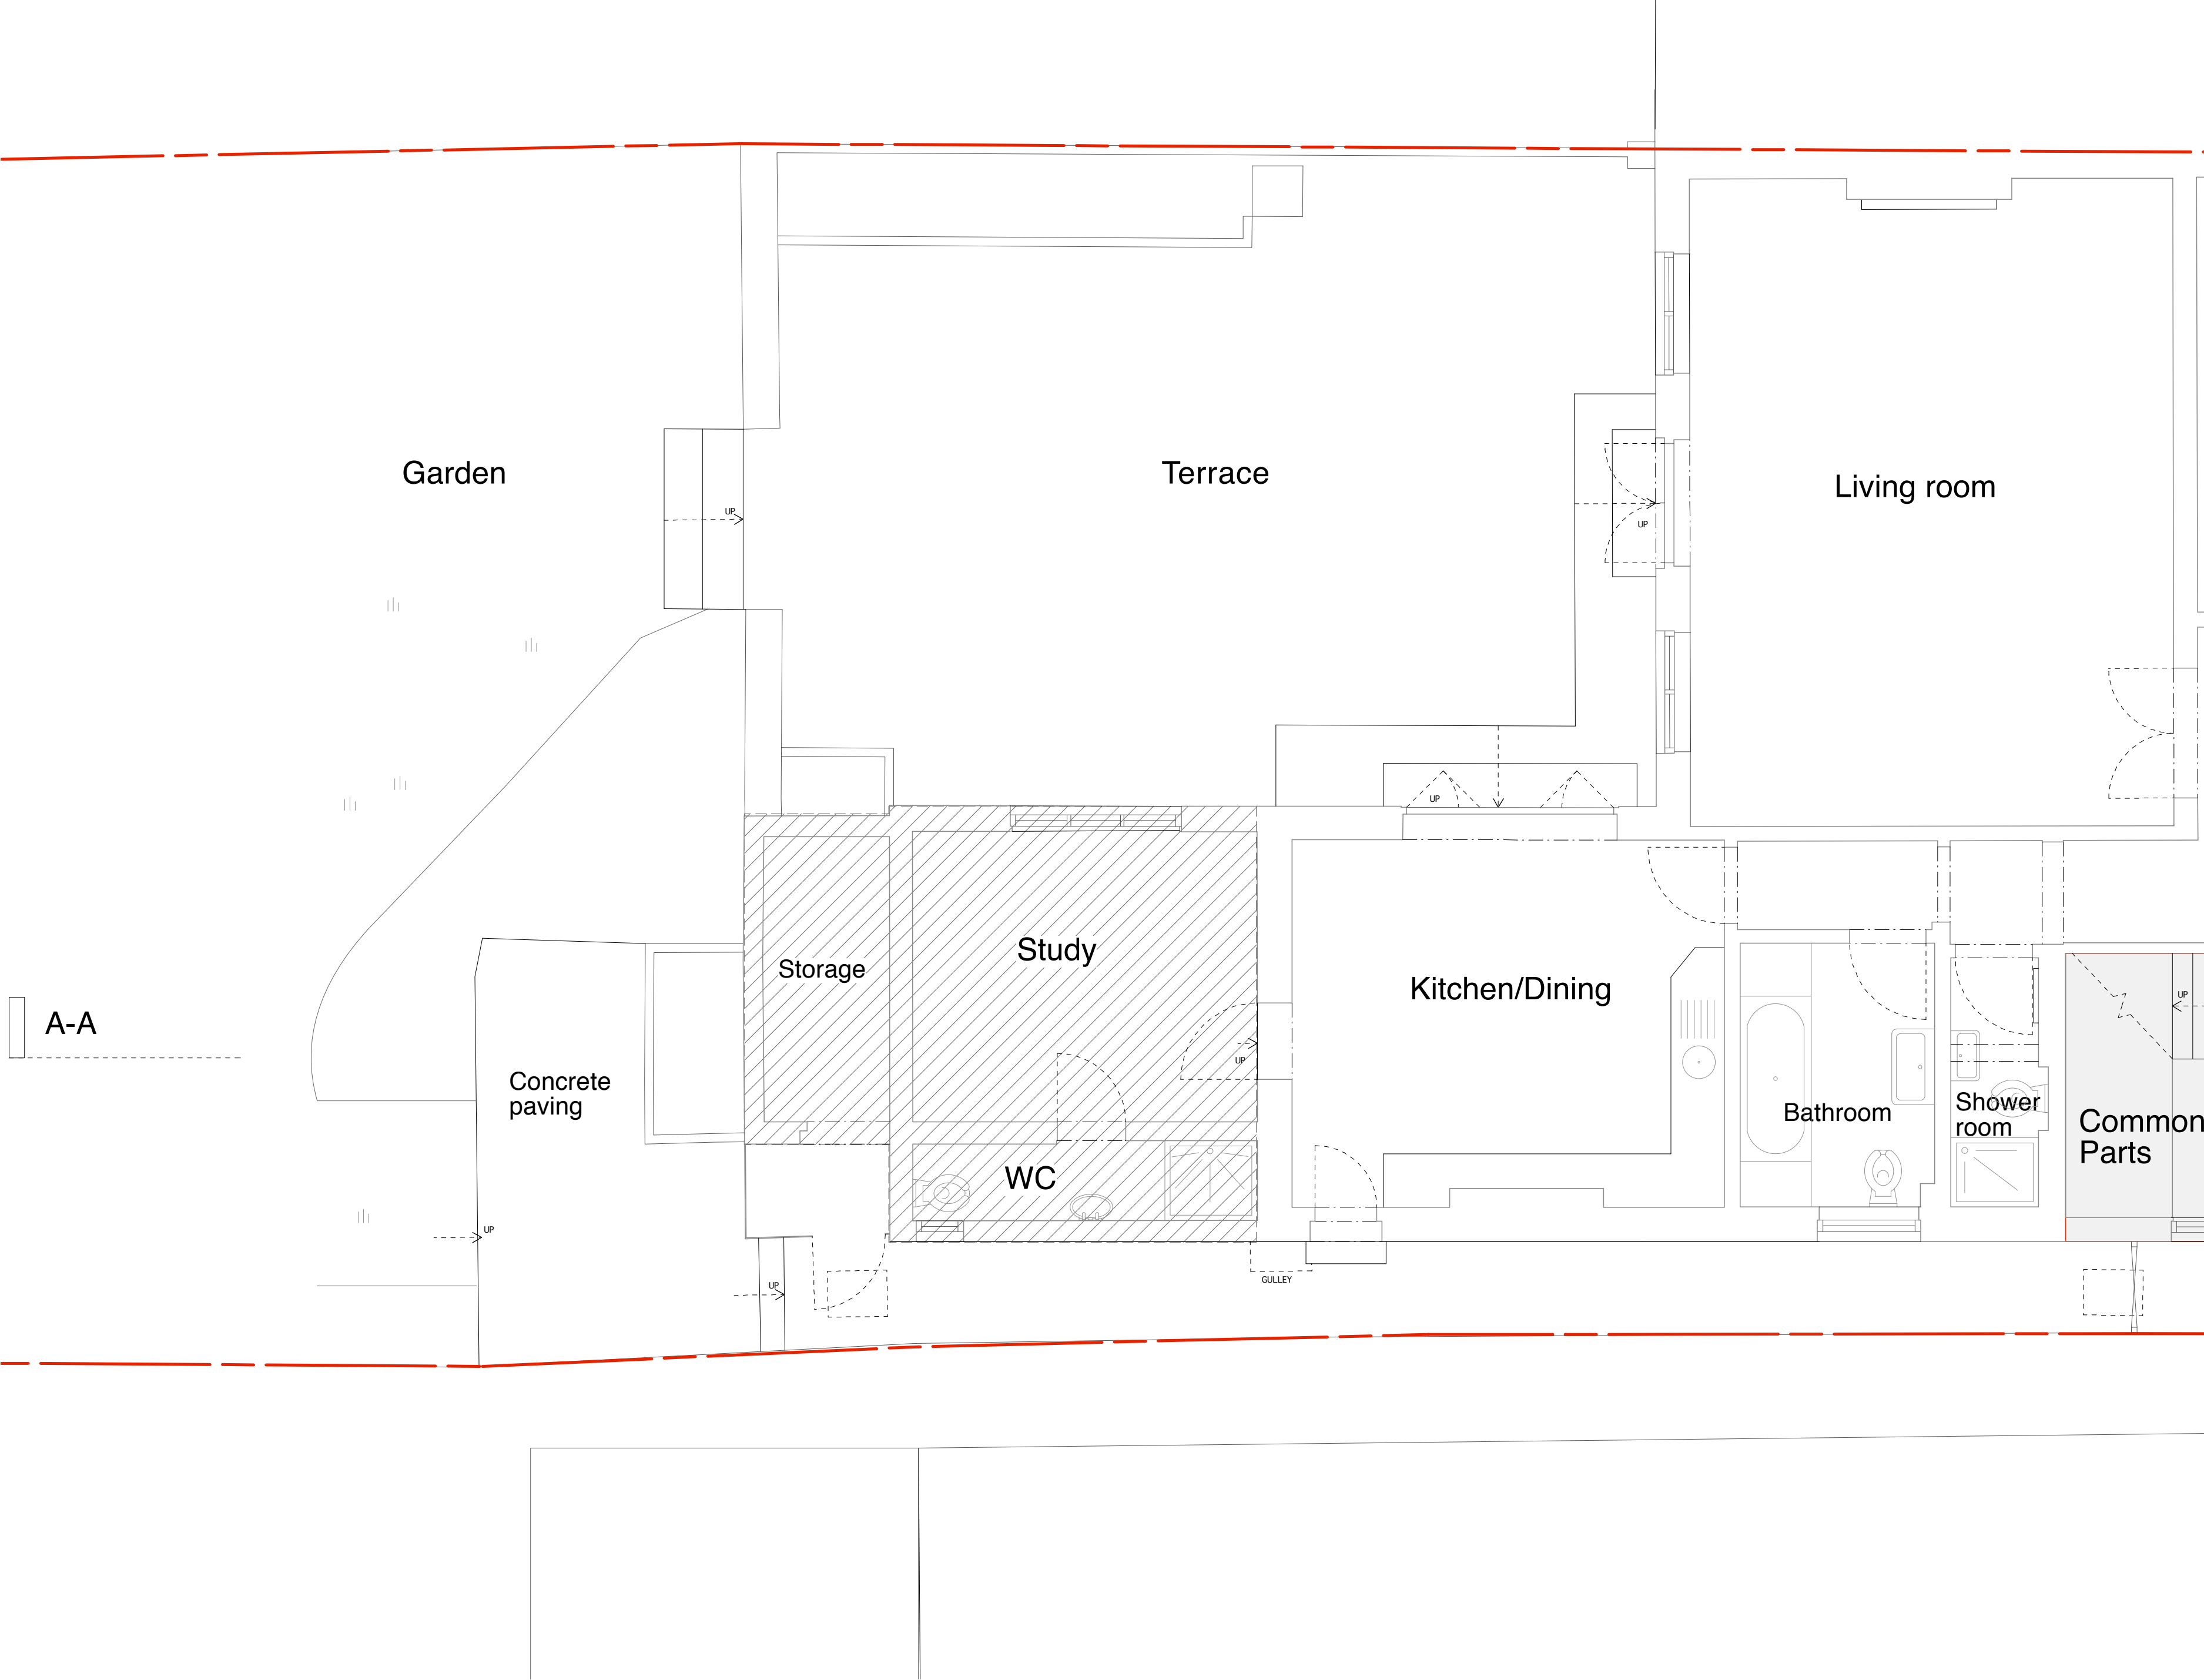 Garden
Terrace
Living room
UP
UP
UP
Study
Storage
Kitchen/Dining
UP
A-A
UP
Concrete
paving
Bathroom
Shower
room
Common
Parts
WC
UP
UP
GULLEY